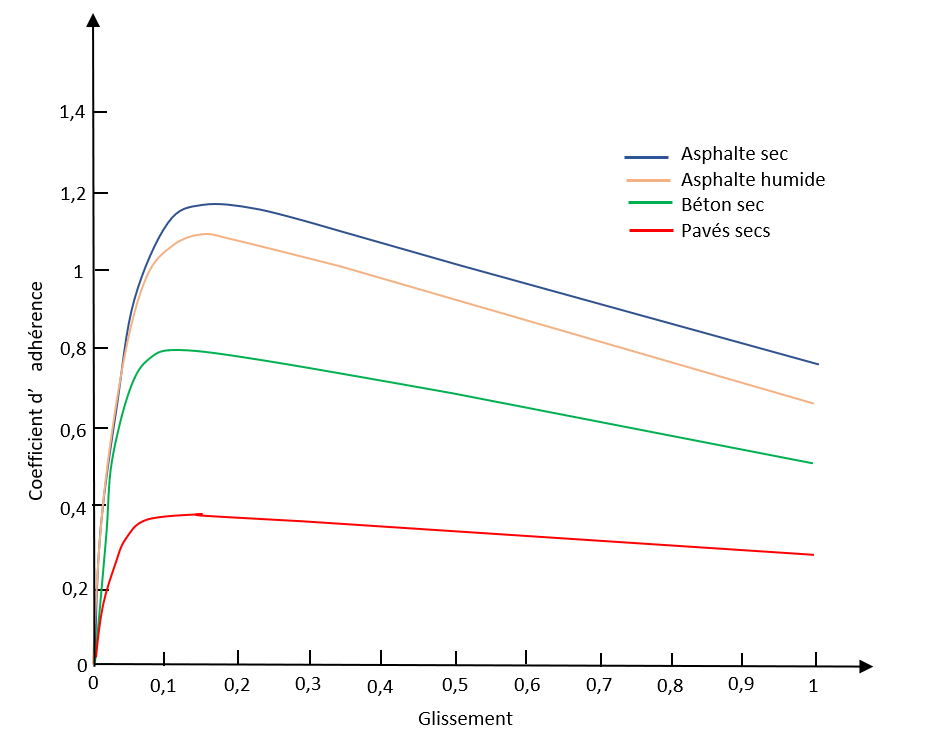 1,4
1,2
1
0,8
0,6
0,4
0,2
0
Coefficient d’ adhérence
Asphalte sec
Asphalte humide
Béton sec
Pavés secs
0 0,1 0,2 0,3 0,4 0,5 0,6 0,7 0,8 0,9 1
Glissement